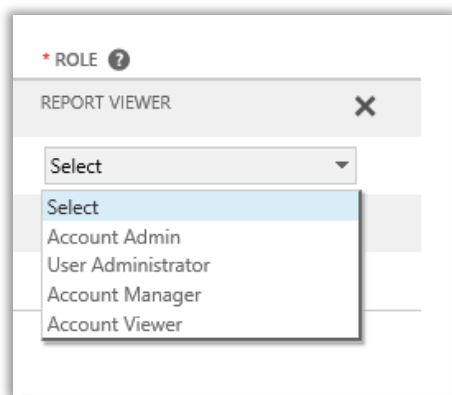 * ROLE ?
REPORT VIEWER
Select
Select
Account Admin
User Administrator
Account Manager
Account Viewer